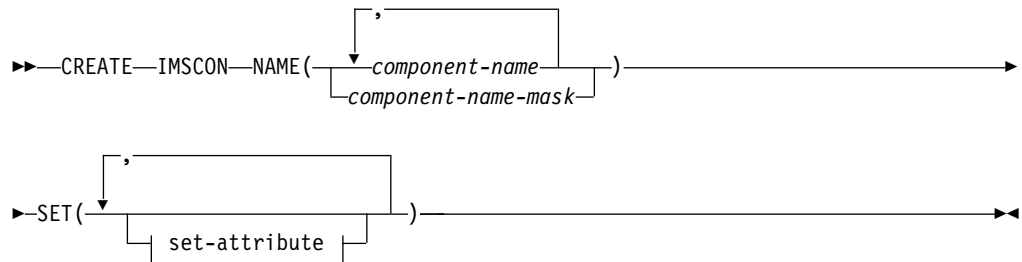 ,
CREATE IMSCON NAME( component-name )
component-name-mask
,
SET( )
set-attribute